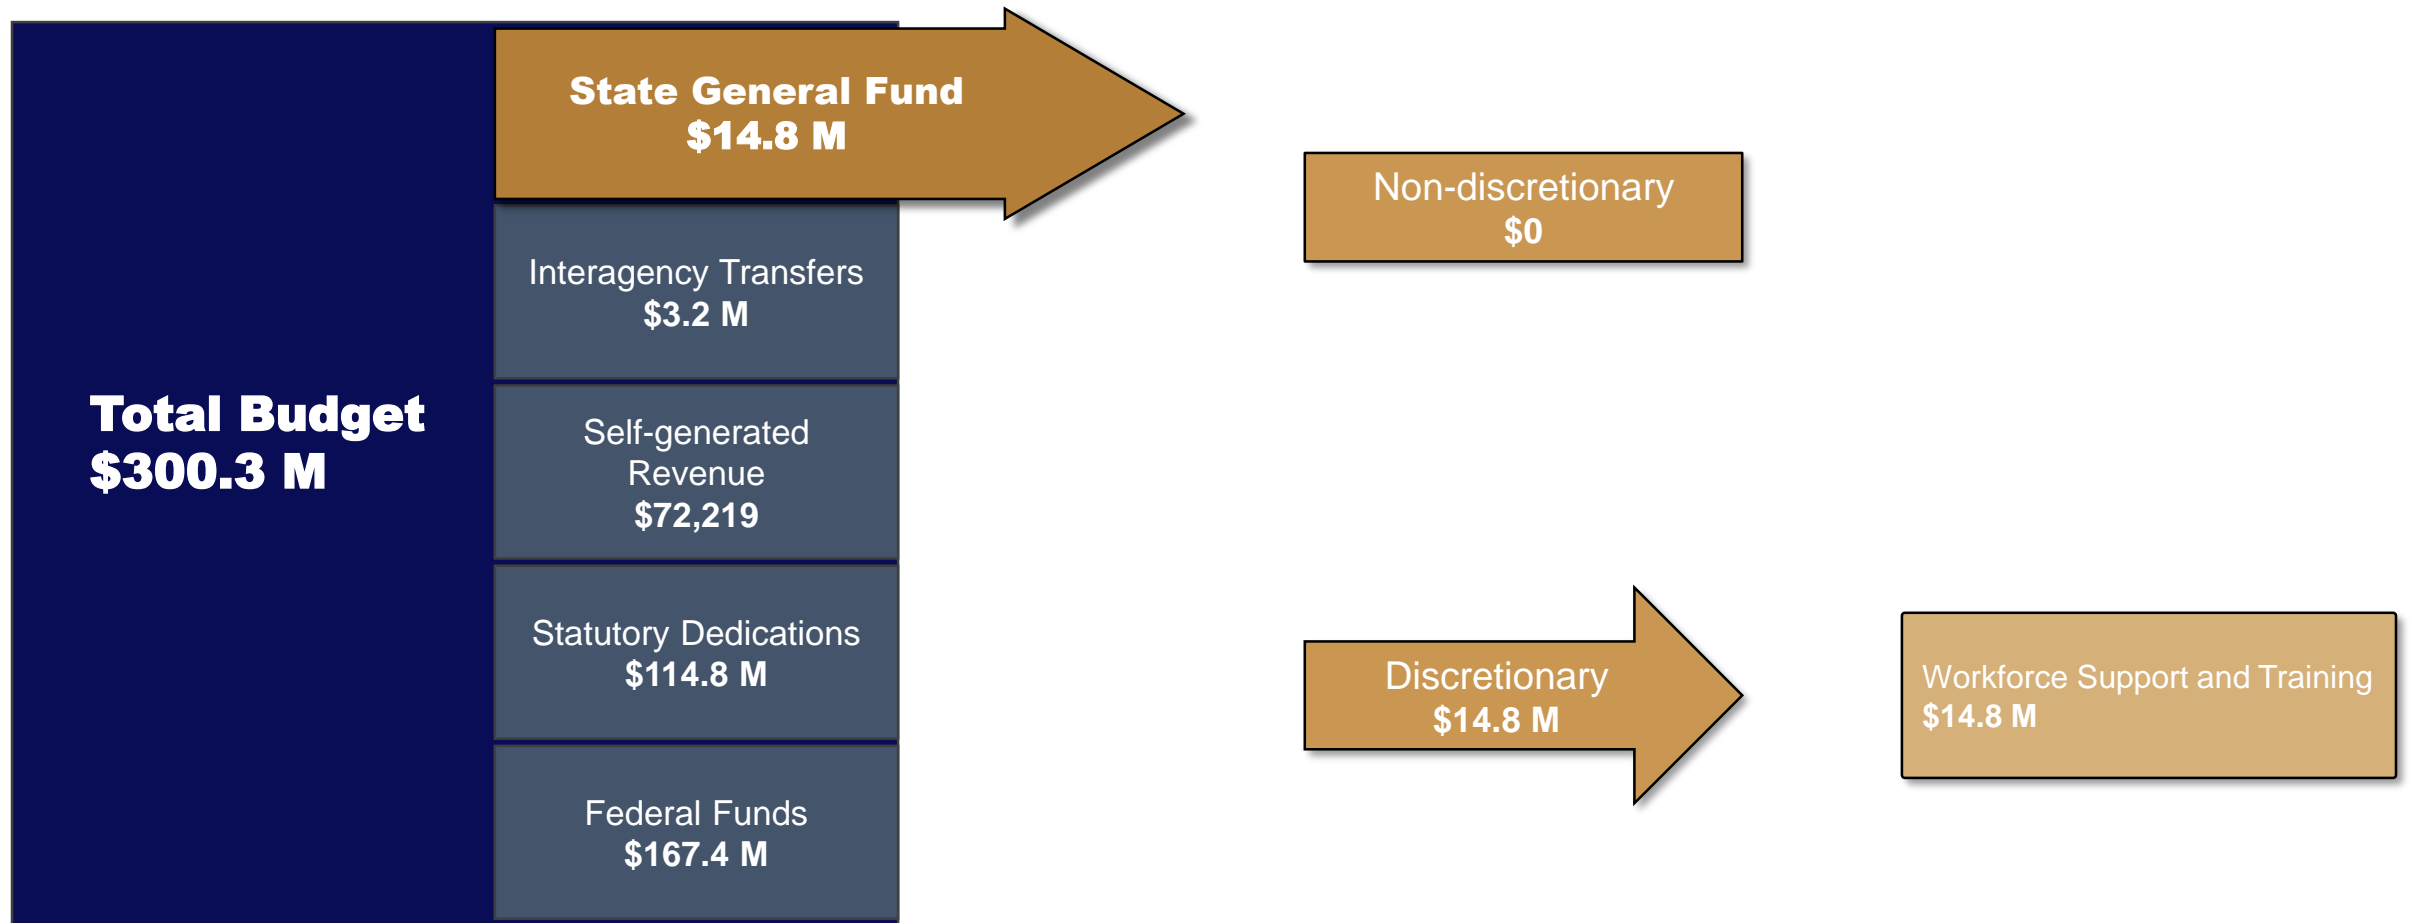 State General Fund
$14.8 M
Non-discretionary
$0
Interagency Transfers
$3.2 M
Total Budget
$300.3 M
Self-generated
Revenue
$72,219
Statutory Dedications
$114.8 M
Discretionary
$14.8 M
Workforce Support and Training
$14.8 M
Federal Funds
$167.4 M